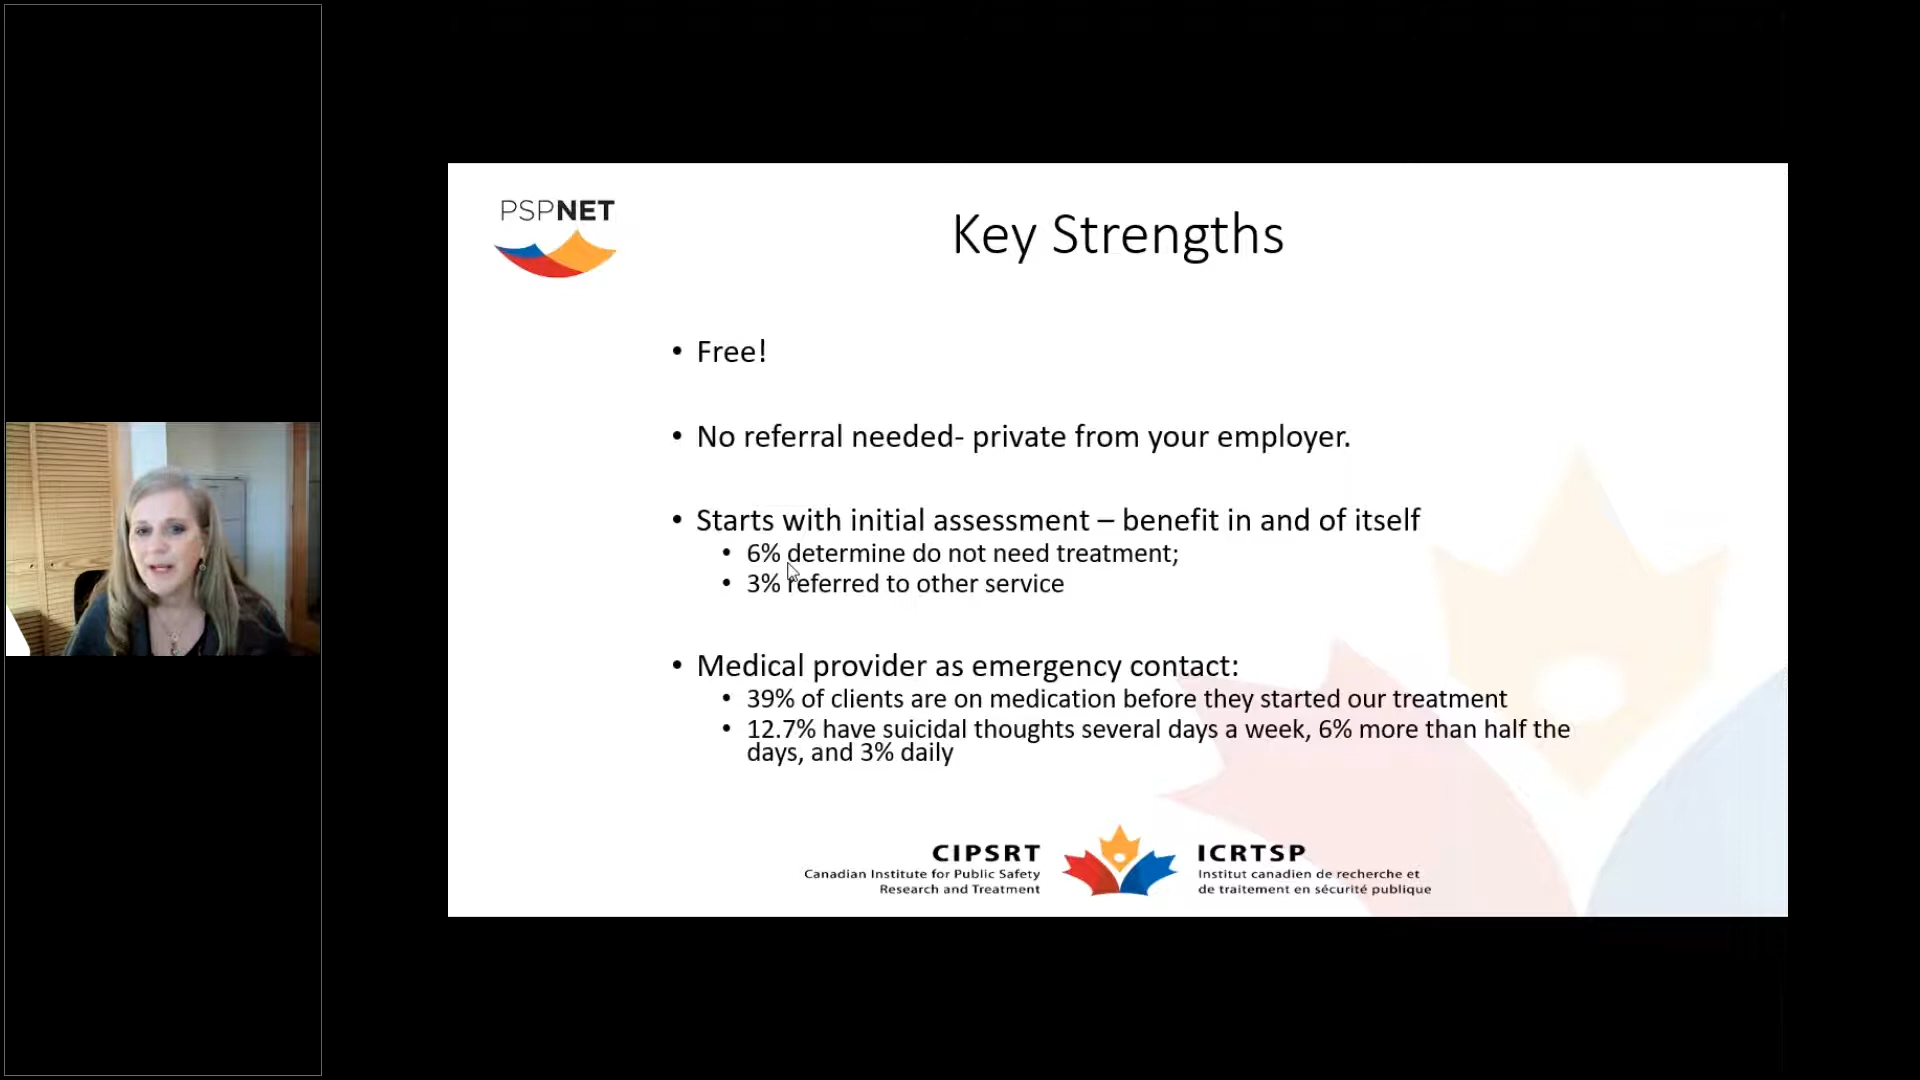 PSPNET
Key Strengths
• Free!
• No referral needed- private from your employer.
• Starts with initial assessment – benefit in and of itself
• 6% determine do not need treatment;
• 3% referred to other service
• Medical provider as emergency contact:
• 39% of clients are on medication before they started our treatment
• 12.7% have suicidal thoughts several days a week, 6% more than half the
days, and 3% daily
CIPSRT
Canadian Institute for Public Safety
Research and Treatment
ICRTSP
Institut canadien de recherche et
de traitement en sécurité publique